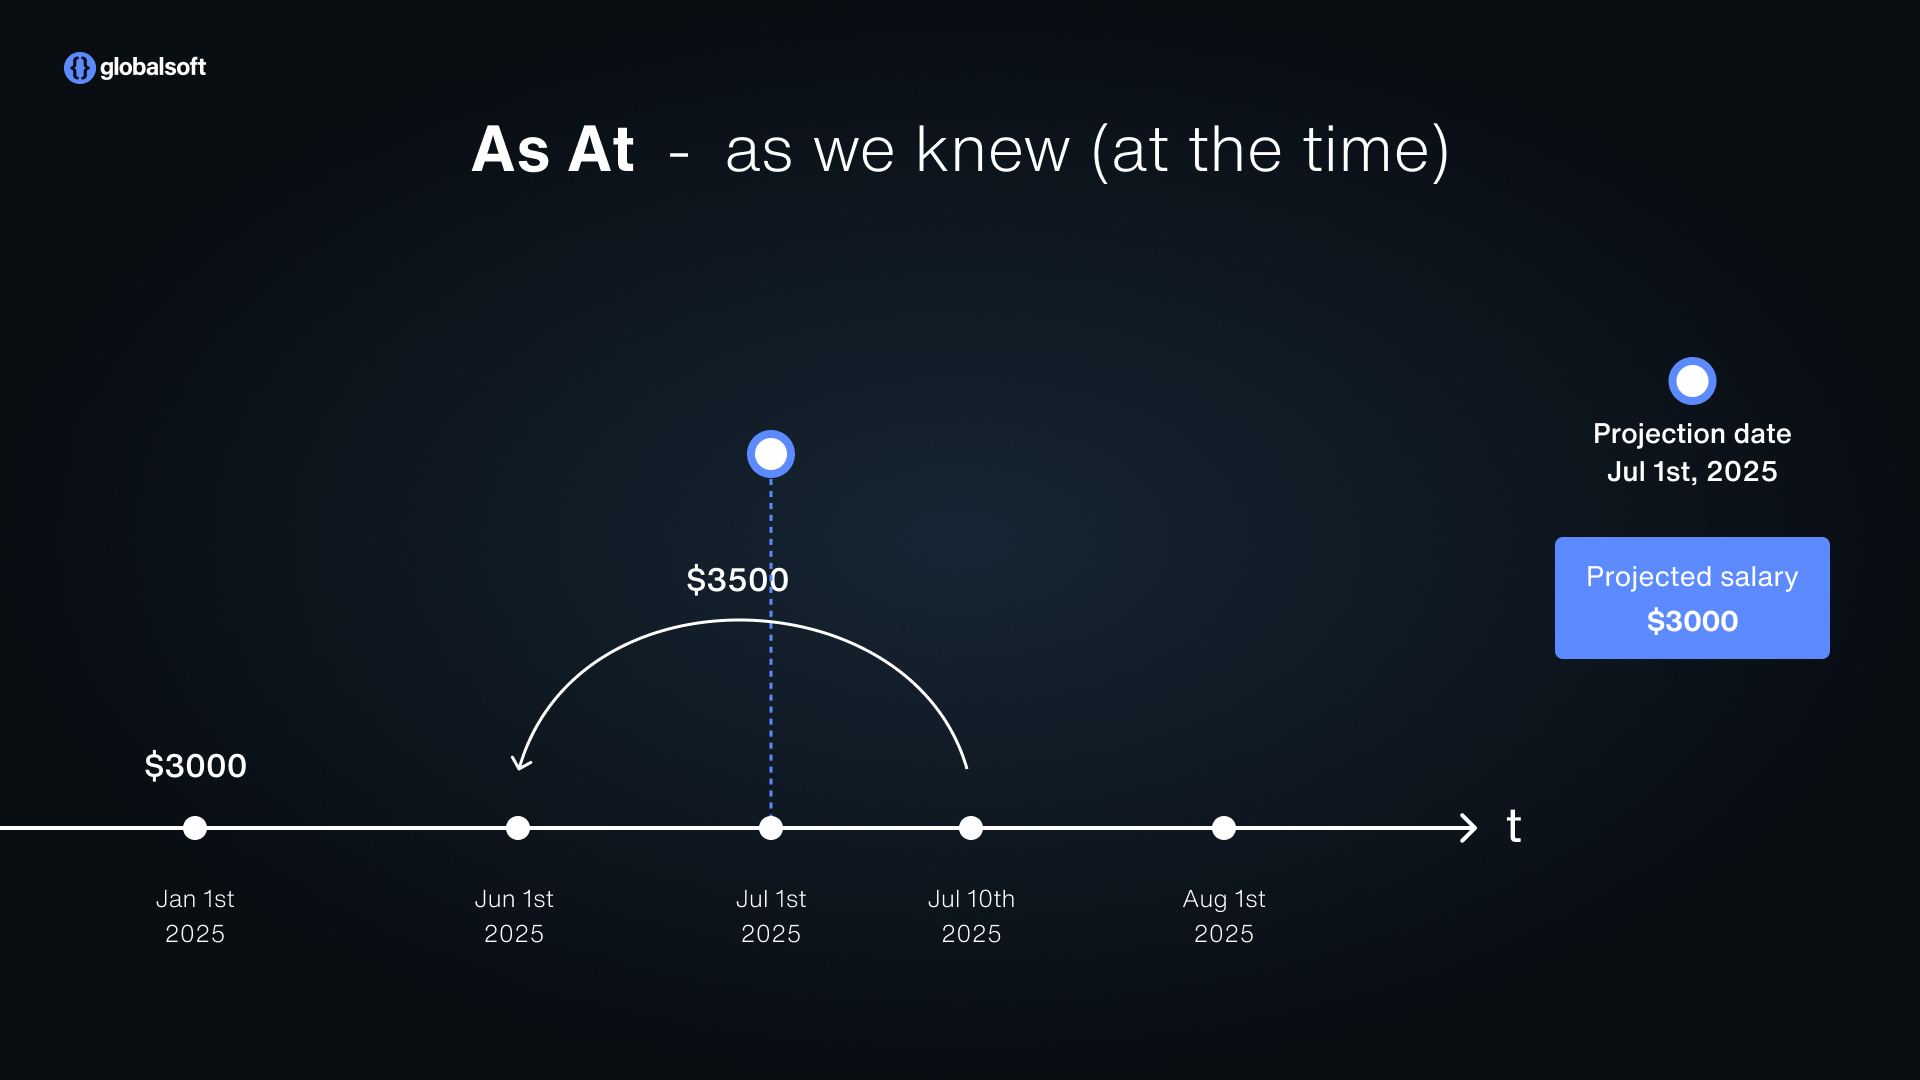 {} globalsoft
As At - as we knew (at the time)
Projection date
Jul 1st, 2025
$3500
Projected salary
$3000
$3000
t
Jan 1st
2025
Jun 1st
2025
Jul 1st
2025
Jul 10th
2025
Aug 1st
2025